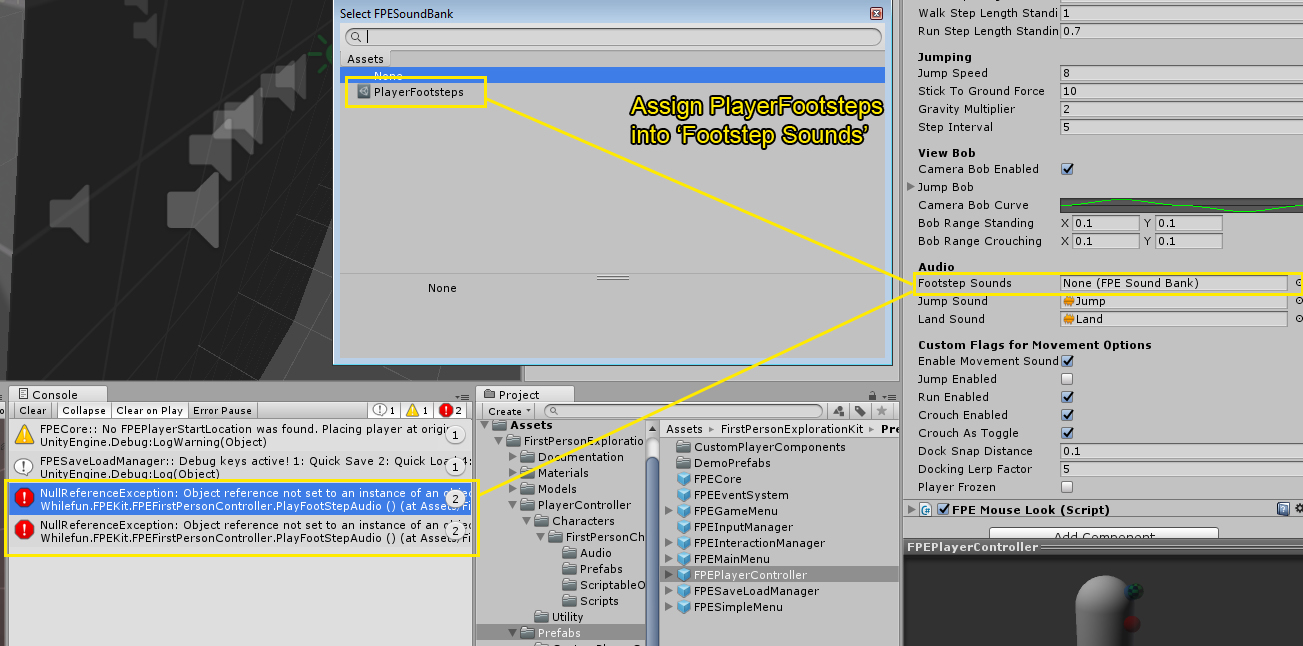 Select FPESoundBank
Assets
None
PlayerFootsteps
None
Assign PlayerFootsteps
into ‘Footstep Sounds’
Walk Step Length Standi 1
Run Step Length Standin 0.7
Jumping
Jump Speed 8
Stick To Ground Force 10
Gravity Multiplier 2
Step Interval 5
View Bob
Camera Bob Enabled
Jump Bob
Camera Bob Curve
Bob Range Standing X 0.1 Y 0.1
Bob Range Crouching X 0.1 Y 0.1
Audio
Footstep Sounds None (FPE Sound Bank)
Jump Sound Jump
Land Sound Land
Custom Flags for Movement Options
Enable Movement Sound
Jump Enabled
Run Enabled
Crouch Enabled
Crouch As Toggle
Dock Snap Distance 0.1
Docking Lerp Factor 5
Player Frozen
FPE Mouse Look (Script)
Add Component
FPEPlayerController
Console
Clear Collapse Clear on Play Error Pause 1 1 2
FPECore:: No FPEPlayerStartLocation was found. Placing player at origi
UnityEngine.Debug:LogWarning(Object)
1
FPESaveLoadManager:: Debug keys active! 1: Quick Save 2: Quick Load 4:
UnityEngine.Debug:Log(Object)
1
NullReferenceException: Object reference not set to an instance of an objec
Whilefun.FPEKit.FPEFirstPersonController.PlayFootStepAudio () (at Assets/Fi
2
NullReferenceException: Object reference not set to an instance of an objec
Whilefun.FPEKit.FPEFirstPersonController.PlayFootStepAudio () (at Assets/Fi
2
Project
Create
Assets
FirstPersonExploratio
Documentation
Materials
Models
PlayerController
Characters
FirstPersonCh
Audio
Prefabs
ScriptableO
Scripts
Utility
Prefabs
Assets FirstPersonExplorationKit Pre
CustomPlayerComponents
DemoPrefabs
FPECore
FPEEventSystem
FPEGameMenu
FPEInputManager
FPEInteractionManager
FPEMainMenu
FPEPlayerController
FPESaveLoadManager
FPESimpleMenu